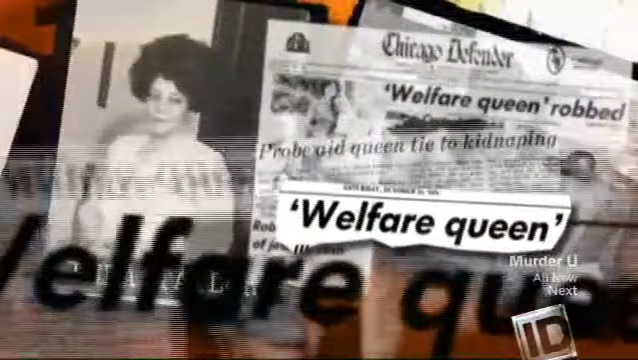 Chicago Defender
'Welfare queen' robbed
Probe aid queen tie to kidnaping
'Welfare queen'
Welfare que
Murder U
All New
Next
ID